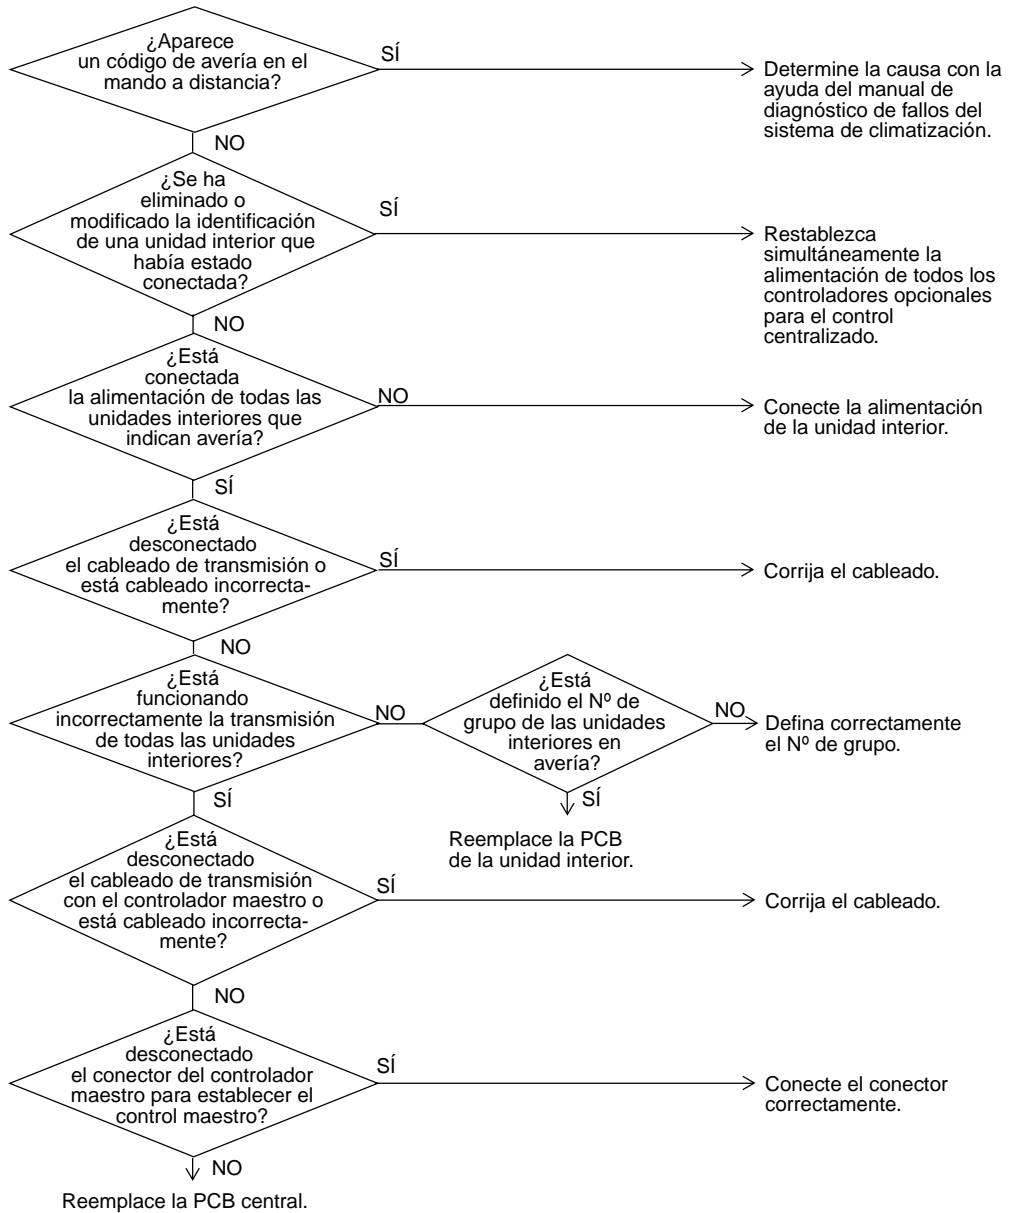 ¿Aparece
un código de avería en el
mando a distancia?
SÍ
Determine la causa con la
ayuda del manual de
diagnóstico de fallos del
sistema de climatización.
NO
¿Se ha
eliminado o
modificado la identificación
de una unidad interior que
había estado
conectada?
SÍ
Restablezca
simultáneamente la
alimentación de todos los
controladores opcionales
para el control
centralizado.
NO
¿Está
conectada
la alimentación de todas las
unidades interiores que
indican avería?
NO
Conecte la alimentación
de la unidad interior.
SÍ
¿Está
desconectado
el cableado de transmisión o
está cableado incorrecta-
mente?
SÍ
Corrija el cableado.
NO
¿Está
funcionando
incorrectamente la transmisión
de todas las unidades
interiores?
NO
¿Está
definido el Nº de
grupo de las unidades
interiores en
avería?
NO
Defina correctamente
el Nº de grupo.
SÍ
Reemplace la PCB
de la unidad interior.
SÍ
¿Está
desconectado
el cableado de transmisión
con el controlador maestro o
está cableado incorrecta-
mente?
SÍ
Corrija el cableado.
NO
¿Está
desconectado
el conector del controlador
maestro para establecer el
control maestro?
SÍ
Conecte el conector
correctamente.
NO
Reemplace la PCB central.